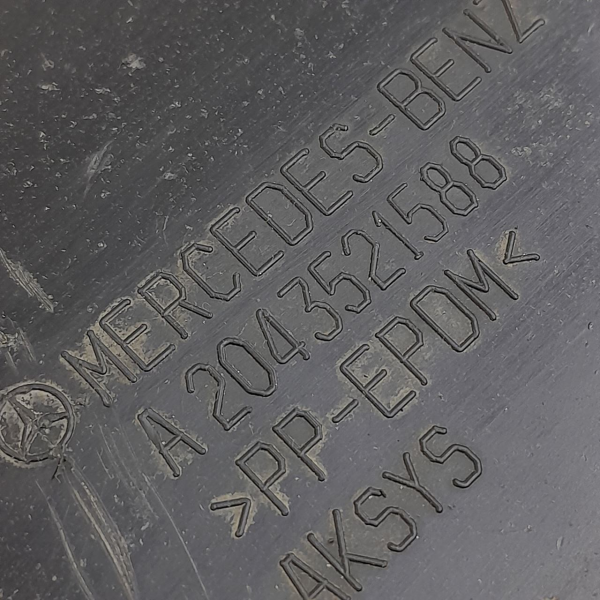 MERCEDES-BENZ
A 2043521588
>PP-EPDM<
AKSYS